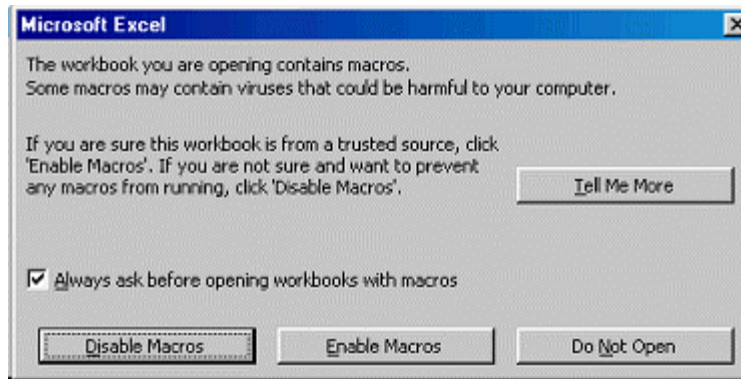 Microsoft Excel
The workbook you are opening contains macros.
Some macros may contain viruses that could be harmful to your computer.
If you are sure this workbook is from a trusted source, click
'Enable Macros'. If you are not sure and want to prevent
any macros from running, click 'Disable Macros'.
Tell Me More
Always ask before opening workbooks with macros
Disable Macros
Enable Macros
Do Not Open